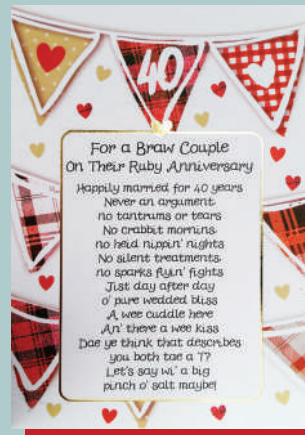 40
For a Braw Couple
On Their Ruby Anniversary
Happily married for 40 years
Never an argument
no tantrums or tears
No crabbit mornins
no heid nippin' nights
No silent treatments
no sparks flyin' fights
Jist day after day
o' pure wedded bliss
A wee cuddle here
An' there a wee kiss
Dae ye think that describes
you both tae a T?
Let's say wi' a big
pinch o' salt maybe!